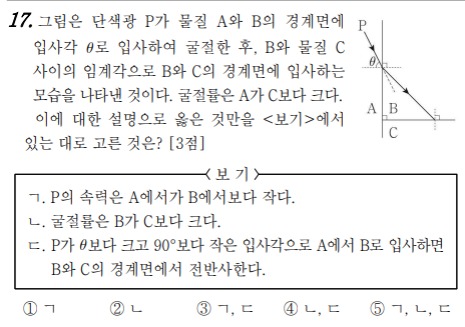 17. 그림은 단색광 P가 물질 A와 B의 경계면에
입사각 θ로 입사하여 굴절한 후, B와 물질 C
사이의 임계각으로 B와 C의 경계면에 입사하는
모습을 나타낸 것이다. 굴절률은 A가 C보다 크다.
이에 대한 설명으로 옳은 것만을 <보기>에서
있는 대로 고른 것은? [3점]
P
θ
A B
C
<보 기>
ㄱ. P의 속력은 A에서가 B에서보다 작다.
ㄴ. 굴절률은 B가 C보다 크다.
ㄷ. P가 θ보다 크고 90°보다 작은 입사각으로 A에서 B로 입사하면
B와 C의 경계면에서 전반사한다.
① ㄱ ② ㄴ ③ ㄱ, ㄷ ④ ㄴ, ㄷ ⑤ ㄱ, ㄴ, ㄷ